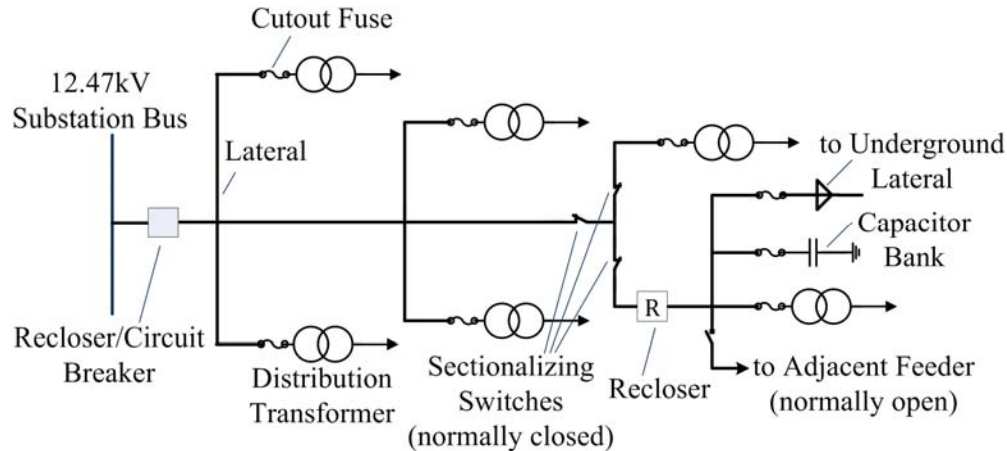 Cutout Fuse
12.47kV
Substation Bus
Lateral
to Underground
Lateral
Capacitor
Bank
R
Recloser/Circuit
Breaker
Distribution
Transformer
Sectionalizing
Switches
(normally closed)
Recloser
to Adjacent Feeder
(normally open)